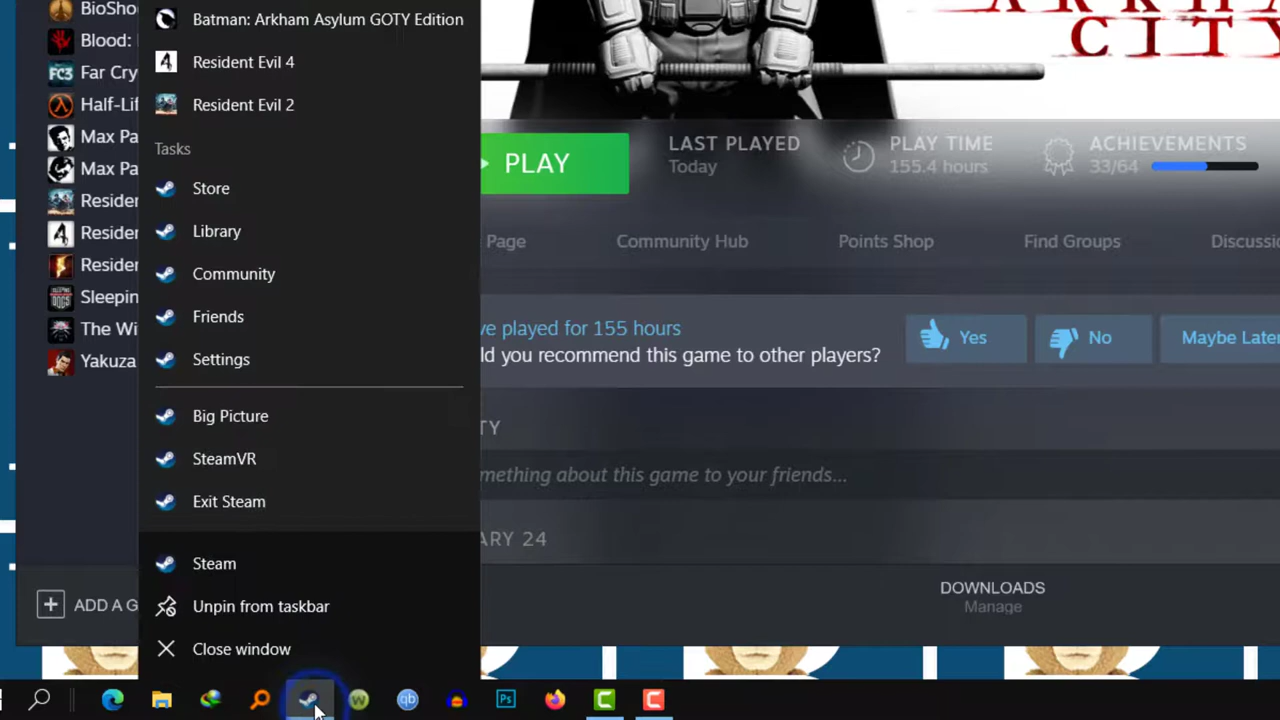 BioSho
Blood:
Far Cry
Half-Lif
Max Pa
Max Pa
Resider
Resider
Resider
Sleepin
The Wi
Yakuza
ADD A G
Batman: Arkham Asylum GOTY Edition
Resident Evil 4
Resident Evil 2
Tasks
Store
Library
Community
Friends
Settings
Big Picture
SteamVR
Exit Steam
Steam
Unpin from taskbar
Close window
CITY
PLAY
LAST PLAYED
Today
PLAY TIME
155.4 hours
ACHIEVEMENTS
33/64
Page Community Hub Points Shop Find Groups Discussi
ve played for 155 hours
ld you recommend this game to other players?
Yes
No
Maybe Later
TY
mething about this game to your friends...
ARY 24
DOWNLOADS
Manage
FC3
W
qb
Ps